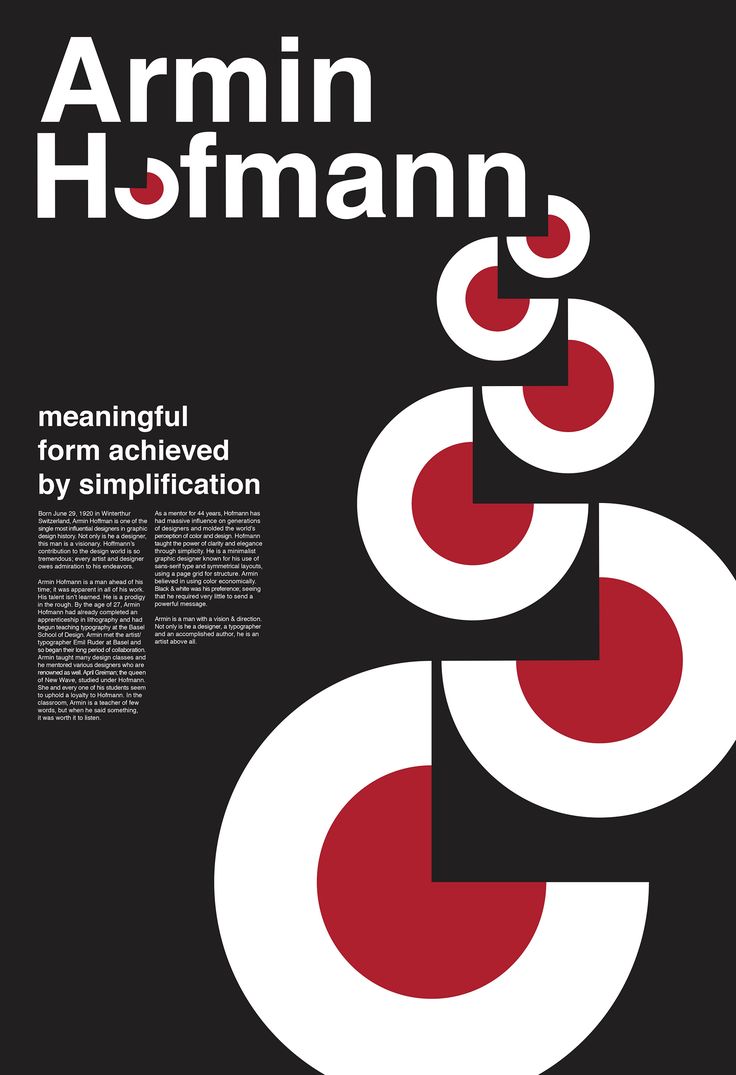 Armin
Hofmann
meaningful
form achieved
by simplification
Born June 29, 1920 in Winterthur
Switzerland, Armin Hoffman is one of the
single most influential designers in graphic
design history. Not only is he a designer,
this man is a visionary. Hoffmann's
contribution to the design world is so
tremendous; every artist and designer
owes admiration to his endeavors.
Armin Hofmann is a man ahead of his
time; it was apparent in all of his work.
His talent isn't learned. He is a prodigy
in the rough. By the age of 27, Armin
Hofmann had already completed an
apprenticeship in lithography and had
begun teaching typography at the Basel
School of Design. Armin met the artist/
typographer Emil Ruder at Basel and
so began their long period of collaboration.
Armin taught many design classes and
he mentored various designers who are
renowned as well. April Greiman; the queen
of New Wave, studied under Hofmann.
She and every one of his students seem
to uphold a loyalty to Hofmann. In the
classroom, Armin is a teacher of few
words, but when he said something,
it was worth it to listen.
As a mentor for 44 years, Hofmann has
had massive influence on generations
of designers and molded the world's
perception of color and design. Hofmann
taught the power of clarity and elegance
through simplicity. He is a minimalist
graphic designer known for his use of
sans-serif type and symmetrical layouts,
using a page grid for structure. Armin
believed in using color economically.
Black & white was his preference; seeing
that he required very little to send a
powerful message.
Armin is a man with a vision & direction.
Not only is he a designer, a typographer
and an accomplished author, he is an
artist above all.